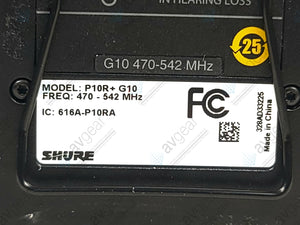 IN HEARING LOSS
G10 470-542 MHz
25
MODEL: P10R+ G10
FREQ: 470 - 542 MHz
IC: 616A-P10RA
FC
SHURE
328AD33225
Made in China
avgear